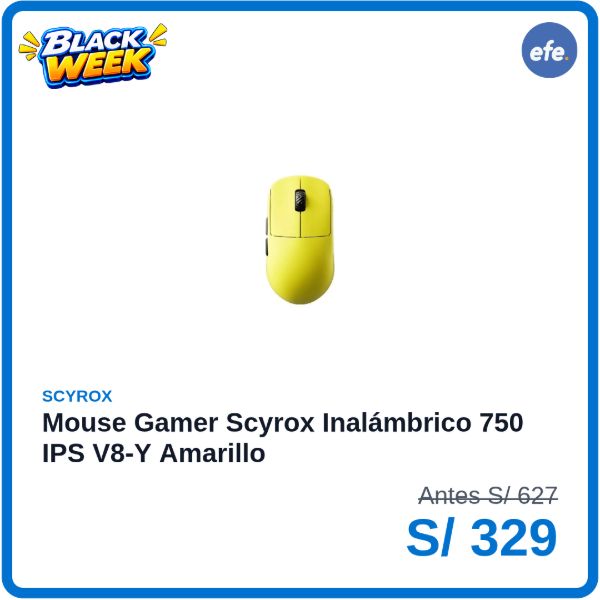 BLACK
WEEK
efe.
SCYROX
Mouse Gamer Scyrox Inalámbrico 750
IPS V8-Y Amarillo
Antes S/ 627
S/ 329